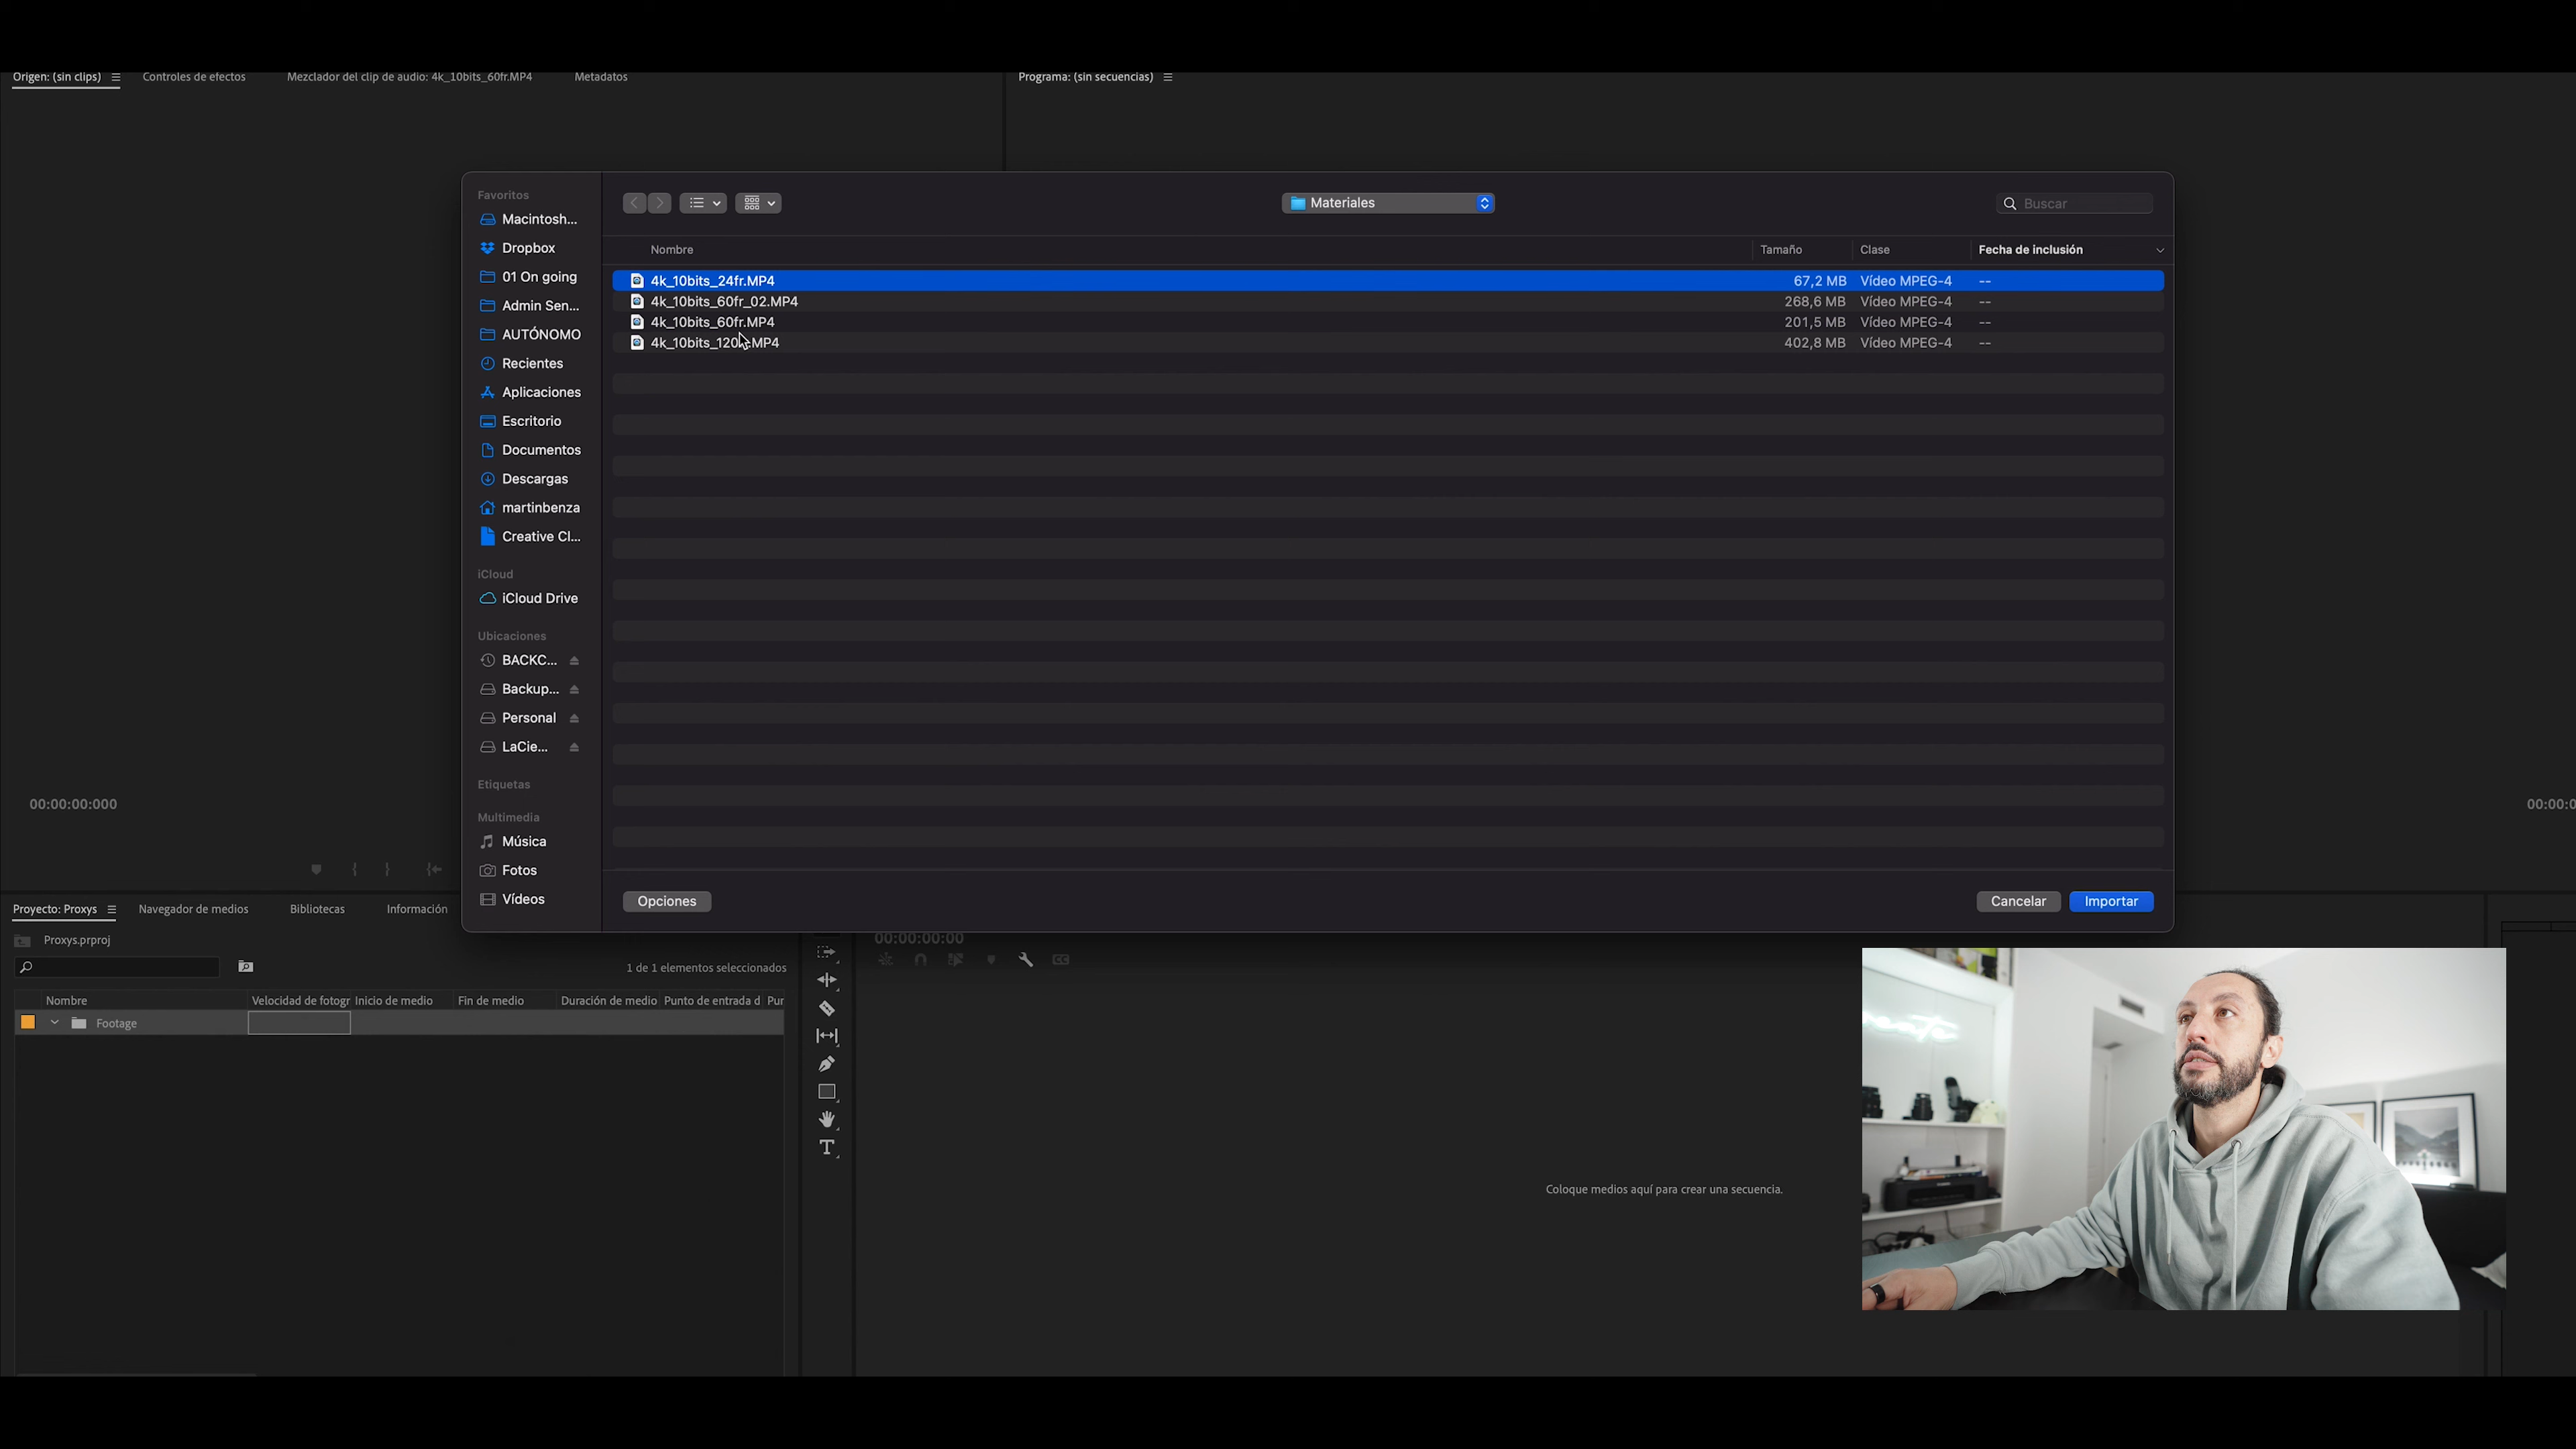 Origen: (sin clips)
Controles de efectos
Mezclador del clip de audio: 4k_10bits_60fr.MP4
Metadatos
Programa: (sin secuencias)
Favoritos
Macintosh...
Dropbox
01 On going
Admin Sen...
AUTÓNOMO
Recientes
Aplicaciones
Escritorio
Documentos
Descargas
martinbenza
Creative Cl...
iCloud
iCloud Drive
Ubicaciones
BACKC...
Backup...
Personal
LaCie...
Etiquetas
Multimedia
Música
Fotos
Vídeos
Materiales
Buscar
Nombre Tamaño Clase Fecha de inclusión
4k_10bits_24fr.MP4 67,2 MB Vídeo MPEG-4 --
4k_10bits_60fr_02.MP4 268,6 MB Vídeo MPEG-4 --
4k_10bits_60fr.MP4 201,5 MB Vídeo MPEG-4 --
4k_10bits_120 .MP4 402,8 MB Vídeo MPEG-4 --
Opciones
Cancelar
Importar
00:00:00:000
00:00:0
Proyecto: Proxys
Navegador de medios
Bibliotecas
Información
Proxys.prproj
1 de 1 elementos seleccionados
Nombre Velocidad de fotogr Inicio de medio Fin de medio Duración de medio Punto de entrada d Pur
Footage
00:00:00:00
Coloque medios aquí para crear una secuencia.